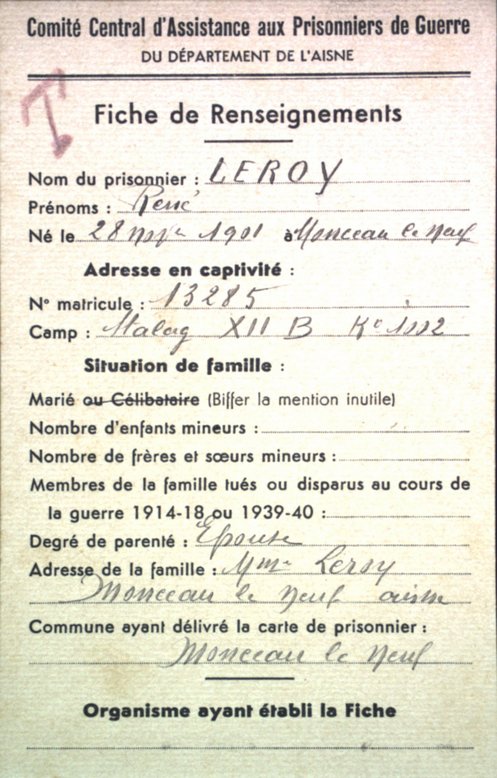 Comité Central d'Assistance aux Prisonniers de Guerre
DU DÉPARTEMENT DE L'AISNE
T
Fiche de Renseignements
Nom du prisonnier : LEROY
Prénoms : René
Né le 28 novbre 1901 à Monceau le Neuf
Adresse en captivité :
N° matricule : 13285
Camp : Stalag XII B Kº 1002
Situation de famille :
Marié ou Célibataire (Biffer la mention inutile)
Nombre d'enfants mineurs :
Nombre de frères et sœurs mineurs :
Membres de la famille tués ou disparus au cours de
la guerre 1914-18 ou 1939-40 :
Degré de parenté : Epouse
Adresse de la famille : Mme Leroy
Monceau le Neuf aisne
Commune ayant délivré la carte de prisonnier :
Monceau le Neuf
Organisme ayant établi la Fiche